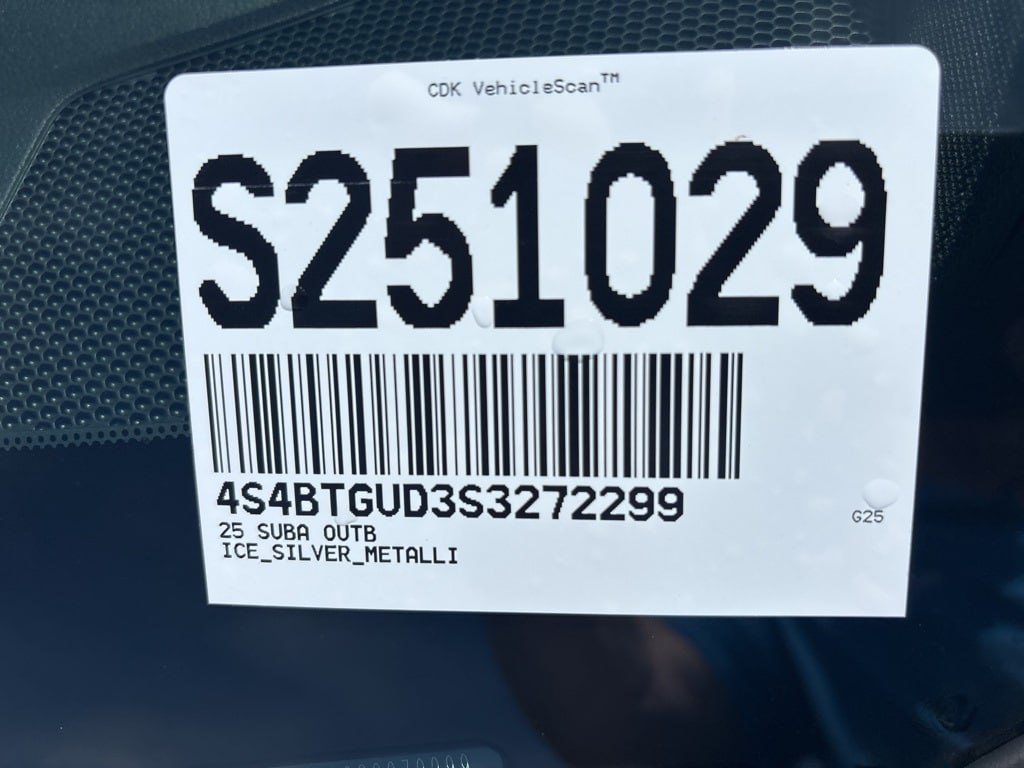 CDK VehicleScan™
S251029
4S4BTGUD3S3272299
G25
25 SUBA OUTB
ICE_SILVER_METALLI